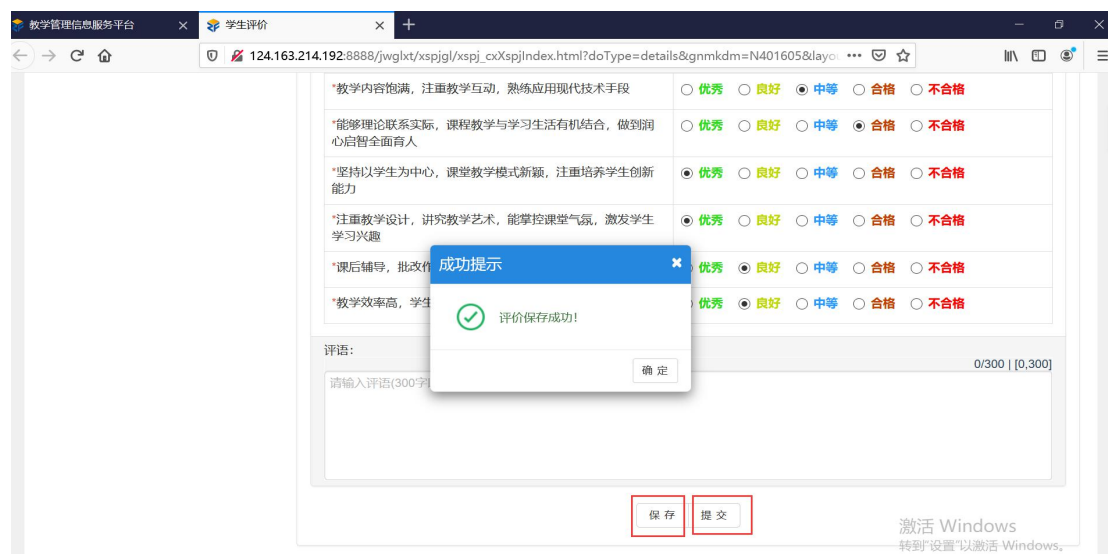 教学管理信息服务平台
学生评价
124.163.214.192:8888/jwglxt/xspjgl/xspj_cxXspjIndex.html?doType=details&gnmkdm=N401605&layo
*教学内容饱满，注重教学互动，熟练应用现代技术手段 优秀 良好 中等 合格 不合格
*能够理论联系实际，课程教学与学习生活有机结合，做到润
心启智全面育人
优秀 良好 中等 合格 不合格
*坚持以学生为中心，课堂教学模式新颖，注重培养学生创新
能力
优秀 良好 中等 合格 不合格
*注重教学设计，讲究教学艺术，能掌控课堂气氛，激发学生
学习兴趣
优秀 良好 中等 合格 不合格
*课后辅导，批改作 优秀 良好 中等 合格 不合格
*教学效率高，学生 优秀 良好 中等 合格 不合格
成功提示
评价保存成功!
确 定
评语：
0/300 | [0,300]
请输入评语(300字
保 存 提 交
激活 Windows
转到"设置"以激活 Windows。